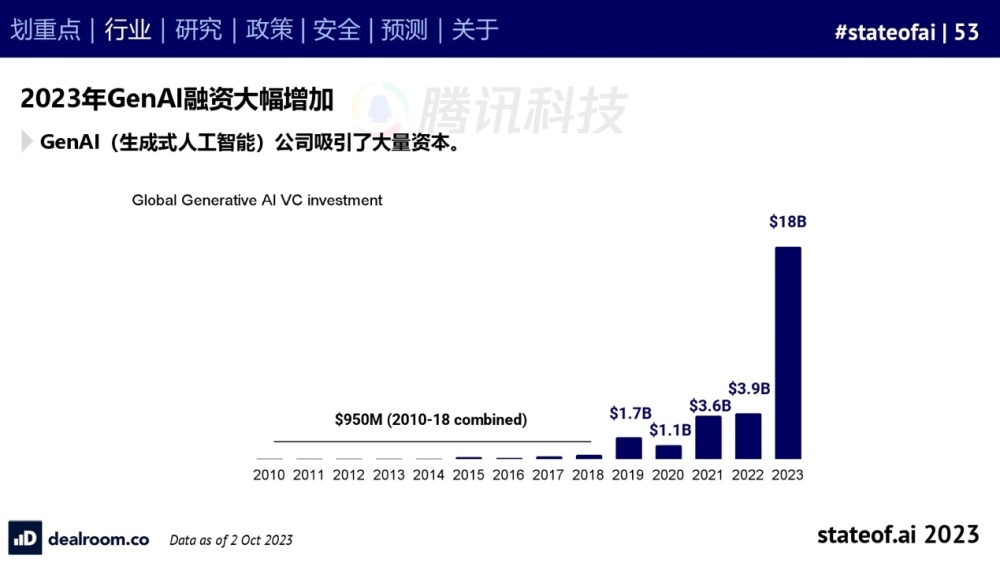 划重点 | 行业 | 研究 | 政策 | 安全 | 预测 | 关于
#stateofai | 53
2023年GenAI融资大幅增加
腾讯科技
GenAI（生成式人工智能）公司吸引了大量资本。
Global Generative AI VC investment
$18B
$3.9B
$3.6B
$1.7B
$1.1B
$950M (2010-18 combined)
2010 2011 2012 2013 2014 2015 2016 2017 2018 2019 2020 2021 2022 2023
dealroom.co
Data as of 2 Oct 2023
stateof.ai 2023